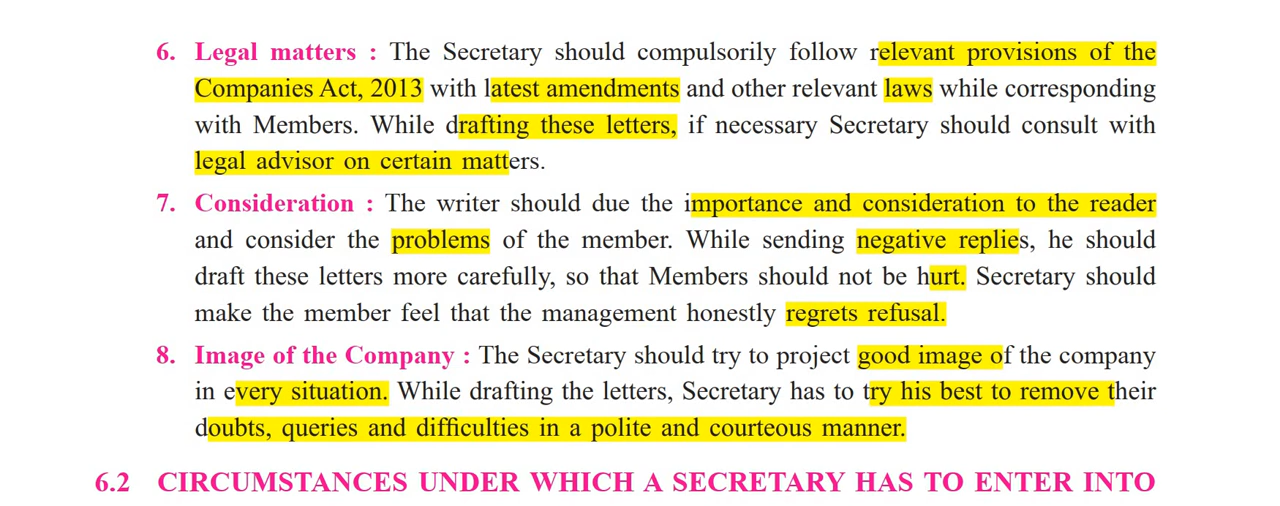 6. Legal matters : The Secretary should compulsorily follow relevant provisions of the
Companies Act, 2013 with latest amendments and other relevant laws while corresponding
with Members. While drafting these letters, if necessary Secretary should consult with
legal advisor on certain matters.
7. Consideration : The writer should due the importance and consideration to the reader
and consider the problems of the member. While sending negative replies, he should
draft these letters more carefully, so that Members should not be hurt. Secretary should
make the member feel that the management honestly regrets refusal.
8. Image of the Company : The Secretary should try to project good image of the company
in every situation. While drafting the letters, Secretary has to try his best to remove their
doubts, queries and difficulties in a polite and courteous manner.
6.2 CIRCUMSTANCES UNDER WHICH A SECRETARY HAS TO ENTER INTO